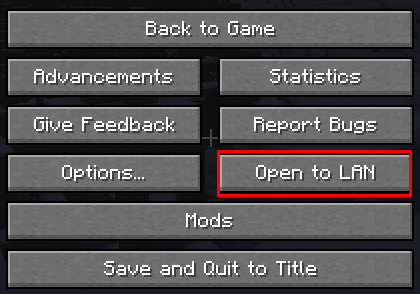 Back to Game
Advancements
Statistics
Give Feedback
Report Bugs
Options...
Open to LAN
Mods
Save and Quit to Title